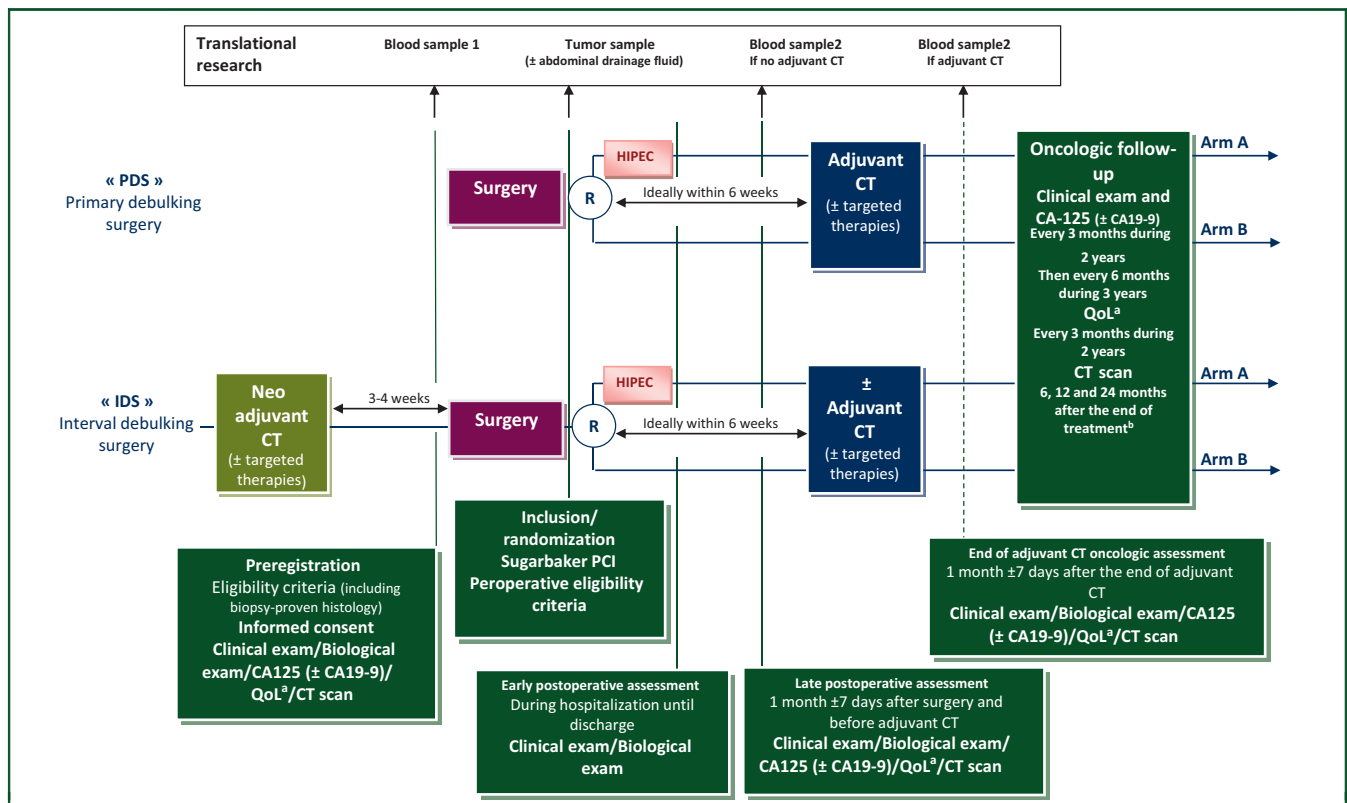 Translational
research
Blood sample 1
Tumor sample
(± abdominal drainage fluid)
Blood sample2
If no adjuvant CT
Blood sample2
If adjuvant CT
« PDS »
Primary debulking
surgery
Surgery
HIPEC
R
Ideally within 6 weeks
Adjuvant
CT
(± targeted
therapies)
Arm A
Arm B
Oncologic follow-
up
Clinical exam and
CA-125 (± CA19-9)
Every 3 months during
2 years
Then every 6 months
during 3 years
QoLᵃ
Every 3 months during
2 years
CT scan
6, 12 and 24 months
after the end of
treatmentᵇ
« IDS »
Interval debulking
surgery
Neo
adjuvant
CT
(± targeted
therapies)
3-4 weeks
Surgery
HIPEC
R
Ideally within 6 weeks
±
Adjuvant
CT
(± targeted
therapies)
Arm A
Arm B
Preregistration
Eligibility criteria (including
biopsy-proven histology)
Informed consent
Clinical exam/Biological
exam/CA125 (± CA19-9)/
QoLᵃ/CT scan
Inclusion/
randomization
Sugarbaker PCI
Peroperative eligibility
criteria
Early postoperative assessment
During hospitalization until
discharge
Clinical exam/Biological
exam
Late postoperative assessment
1 month ±7 days after surgery and
before adjuvant CT
Clinical exam/Biological exam/
CA125 (± CA19-9)/QoLᵃ/CT scan
End of adjuvant CT oncologic assessment
1 month ±7 days after the end of adjuvant
CT
Clinical exam/Biological exam/CA125
(± CA19-9)/QoLᵃ/CT scan